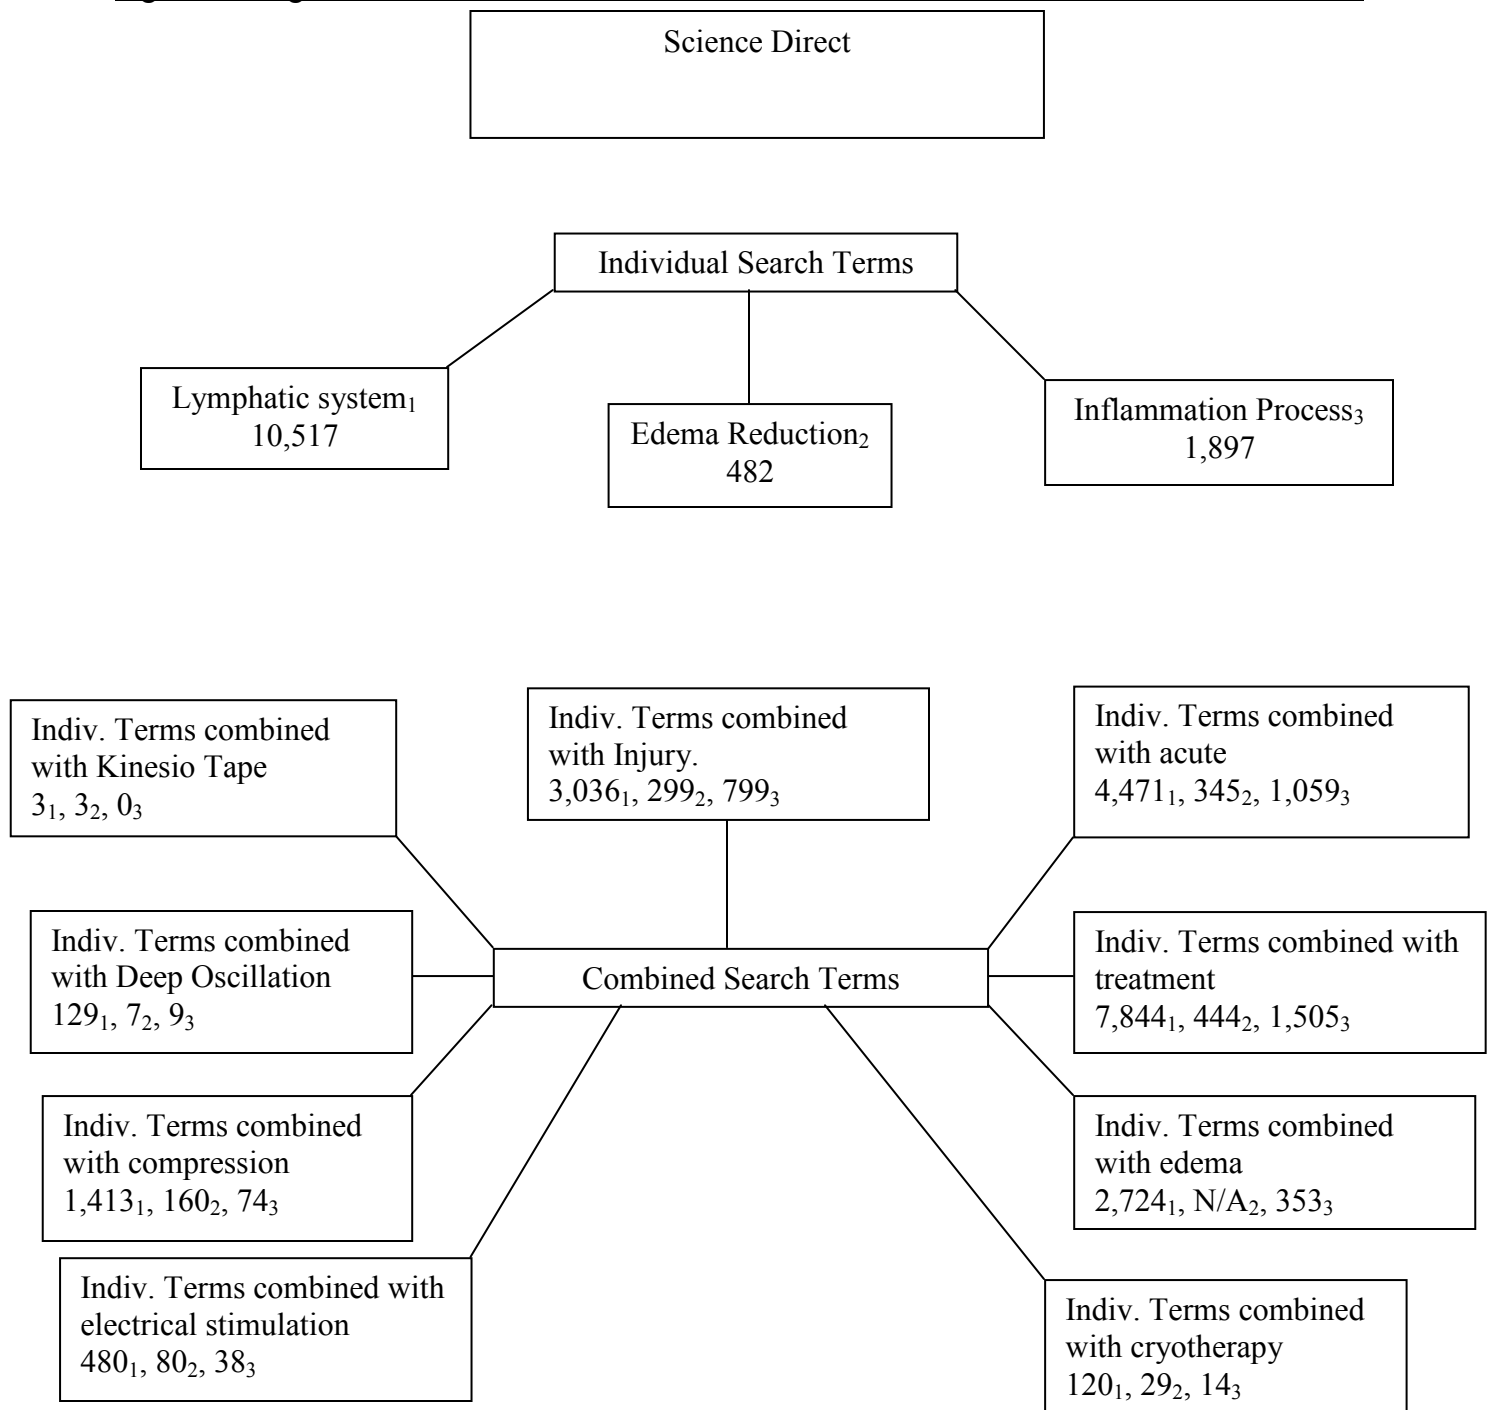 Science Direct
Individual Search Terms
Lymphatic system₁
10,517
Edema Reduction₂
482
Inflammation Process₃
1,897
Indiv. Terms combined
with Kinesio Tape
3₁, 3₂, 0₃
Indiv. Terms combined
with Injury.
3,036₁, 299₂, 799₃
Indiv. Terms combined
with acute
4,471₁, 345₂, 1,059₃
Indiv. Terms combined
with Deep Oscillation
129₁, 7₂, 9₃
Combined Search Terms
Indiv. Terms combined with
treatment
7,844₁, 444₂, 1,505₃
Indiv. Terms combined
with compression
1,413₁, 160₂, 74₃
Indiv. Terms combined
with edema
2,724₁, N/A₂, 353₃
Indiv. Terms combined with
electrical stimulation
480₁, 80₂, 38₃
Indiv. Terms combined
with cryotherapy
120₁, 29₂, 14₃